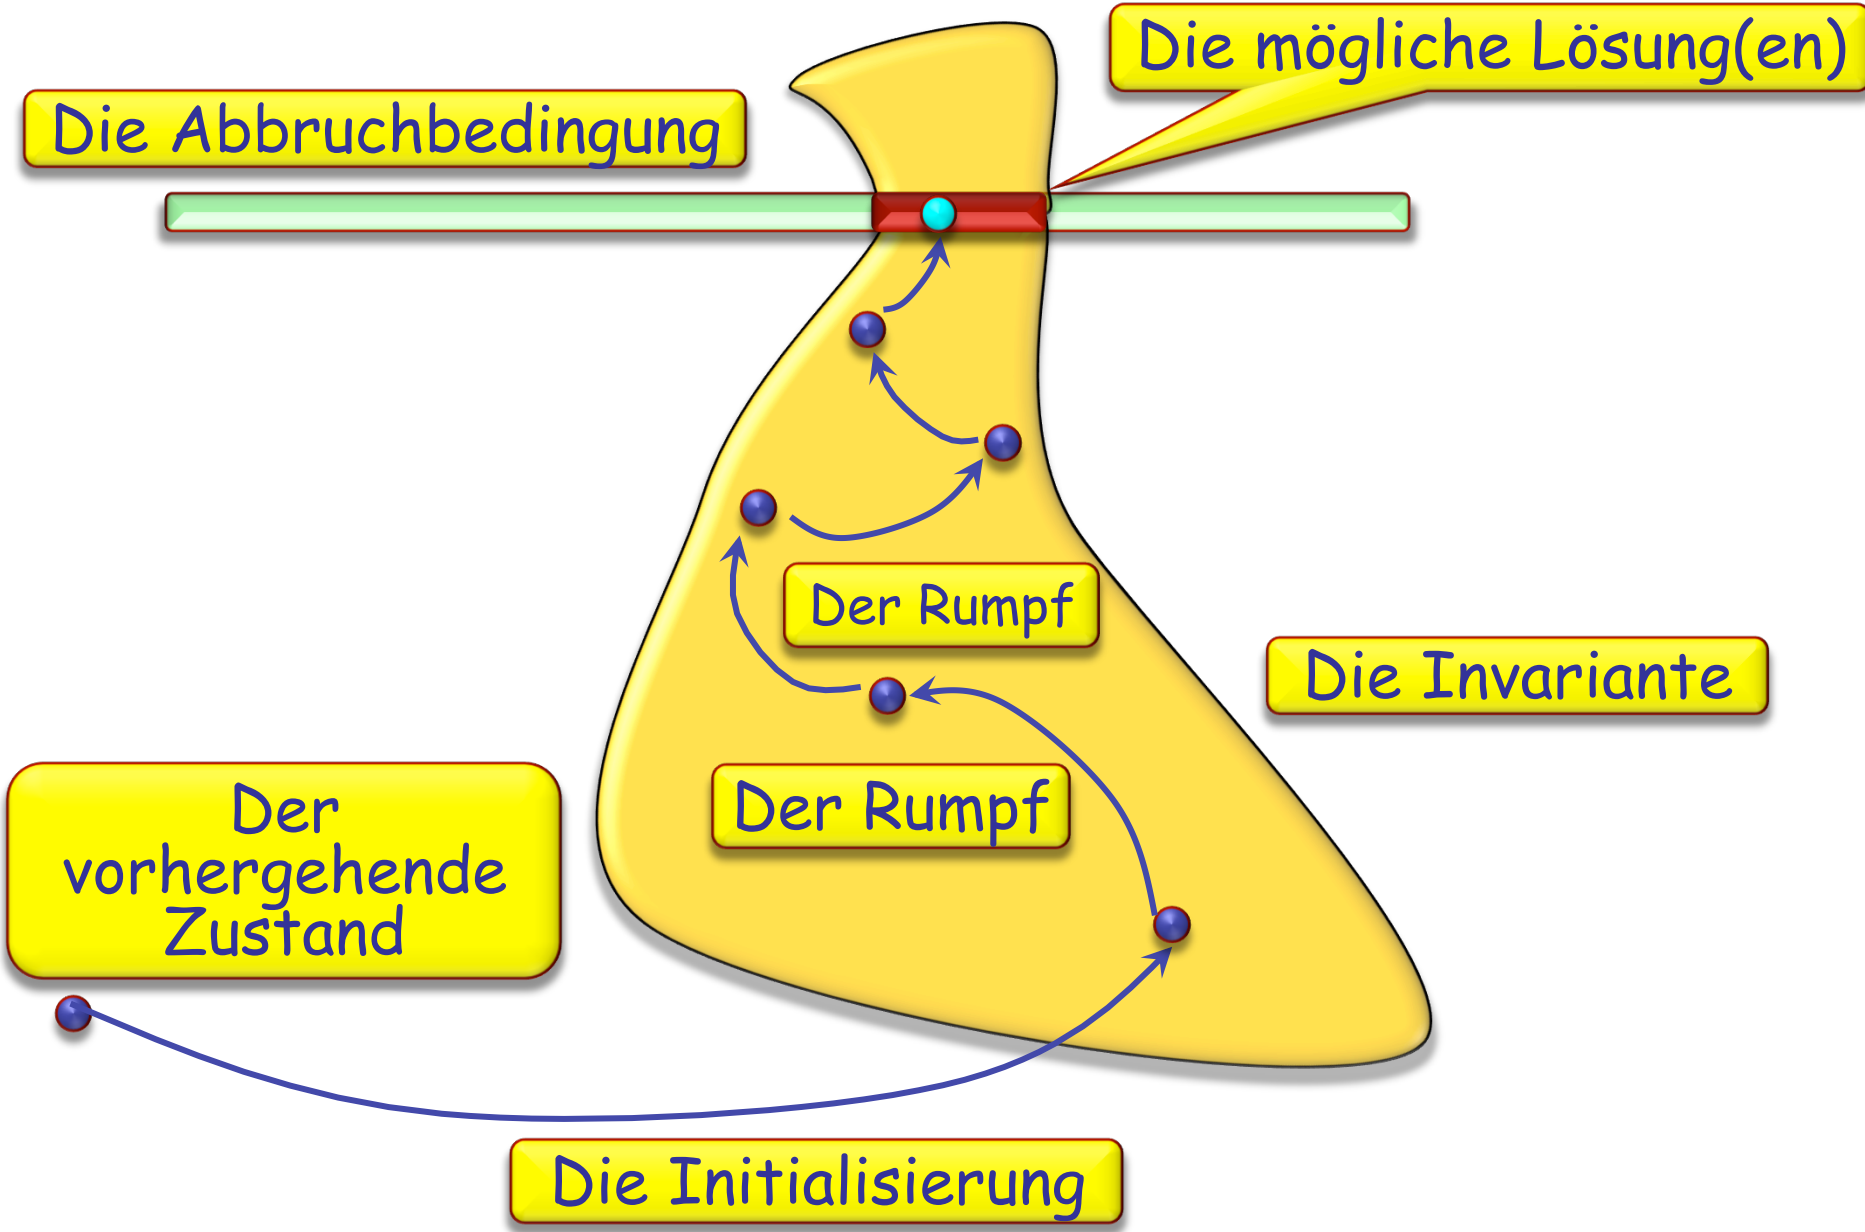 Die mögliche Lösung(en)
Die Abbruchbedingung
Der Rumpf
Die Invariante
Der Rumpf
Der
vorhergehende
Zustand
Die Initialisierung